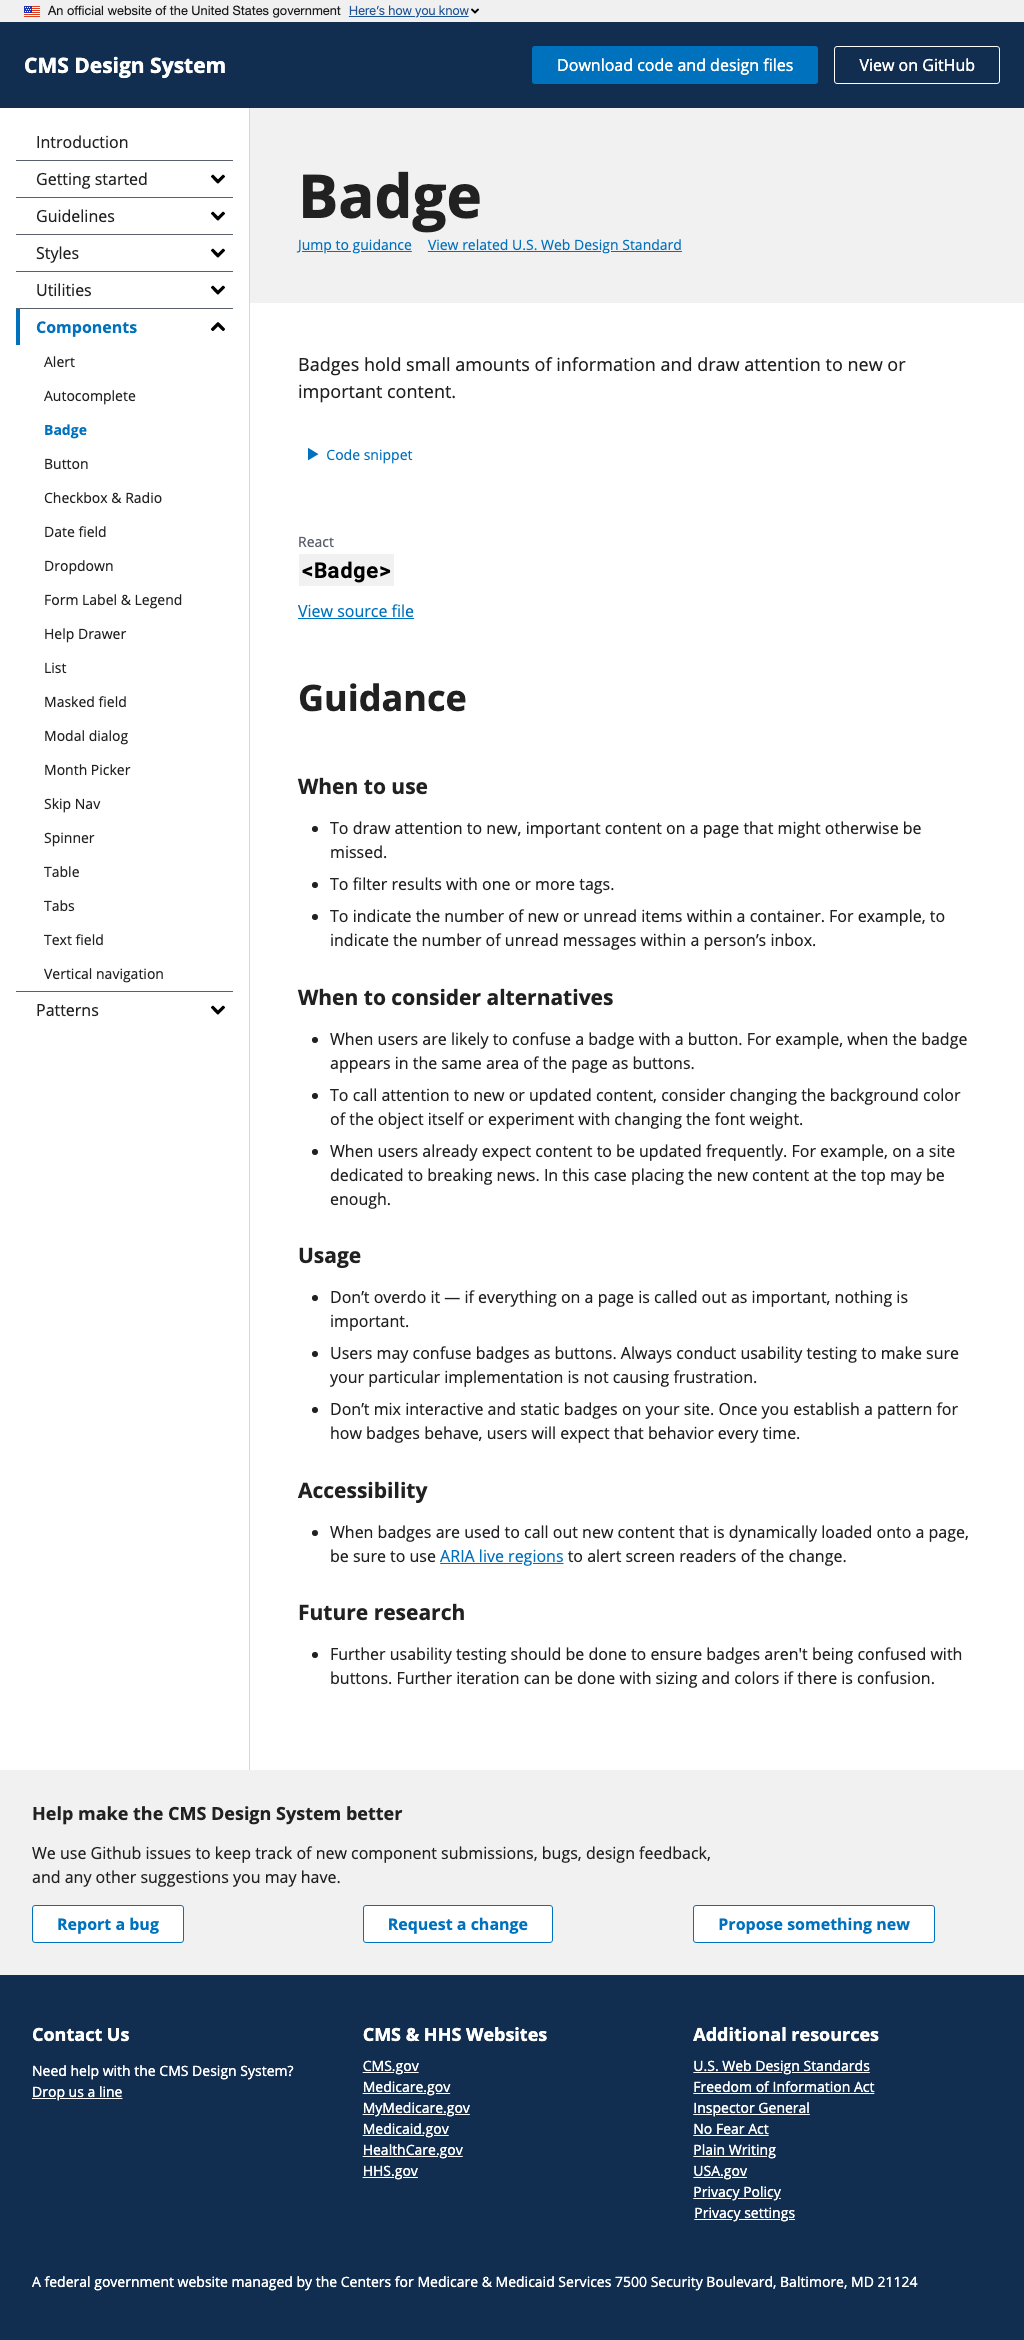 An official website of the United States government Here's how you know
CMS Design System
Download code and design files
View on GitHub
Introduction
Getting started
Guidelines
Styles
Utilities
Components
Alert
Autocomplete
Badge
Button
Checkbox & Radio
Date field
Dropdown
Form Label & Legend
Help Drawer
List
Masked field
Modal dialog
Month Picker
Skip Nav
Spinner
Table
Tabs
Text field
Vertical navigation
Patterns
Badge
Jump to guidance View related U.S. Web Design Standard
Badges hold small amounts of information and draw attention to new or
important content.
Code snippet
React
<Badge>
View source file
Guidance
When to use
To draw attention to new, important content on a page that might otherwise be
missed.
To filter results with one or more tags.
To indicate the number of new or unread items within a container. For example, to
indicate the number of unread messages within a person’s inbox.
When to consider alternatives
When users are likely to confuse a badge with a button. For example, when the badge
appears in the same area of the page as buttons.
To call attention to new or updated content, consider changing the background color
of the object itself or experiment with changing the font weight.
When users already expect content to be updated frequently. For example, on a site
dedicated to breaking news. In this case placing the new content at the top may be
enough.
Usage
Don’t overdo it — if everything on a page is called out as important, nothing is
important.
Users may confuse badges as buttons. Always conduct usability testing to make sure
your particular implementation is not causing frustration.
Don’t mix interactive and static badges on your site. Once you establish a pattern for
how badges behave, users will expect that behavior every time.
Accessibility
When badges are used to call out new content that is dynamically loaded onto a page,
be sure to use ARIA live regions to alert screen readers of the change.
Future research
Further usability testing should be done to ensure badges aren't being confused with
buttons. Further iteration can be done with sizing and colors if there is confusion.
Help make the CMS Design System better
We use Github issues to keep track of new component submissions, bugs, design feedback,
and any other suggestions you may have.
Report a bug
Request a change
Propose something new
Contact Us
Need help with the CMS Design System?
Drop us a line
CMS & HHS Websites
CMS.gov
Medicare.gov
MyMedicare.gov
Medicaid.gov
HealthCare.gov
HHS.gov
Additional resources
U.S. Web Design Standards
Freedom of Information Act
Inspector General
No Fear Act
Plain Writing
USA.gov
Privacy Policy
Privacy settings
A federal government website managed by the Centers for Medicare & Medicaid Services 7500 Security Boulevard, Baltimore, MD 21124